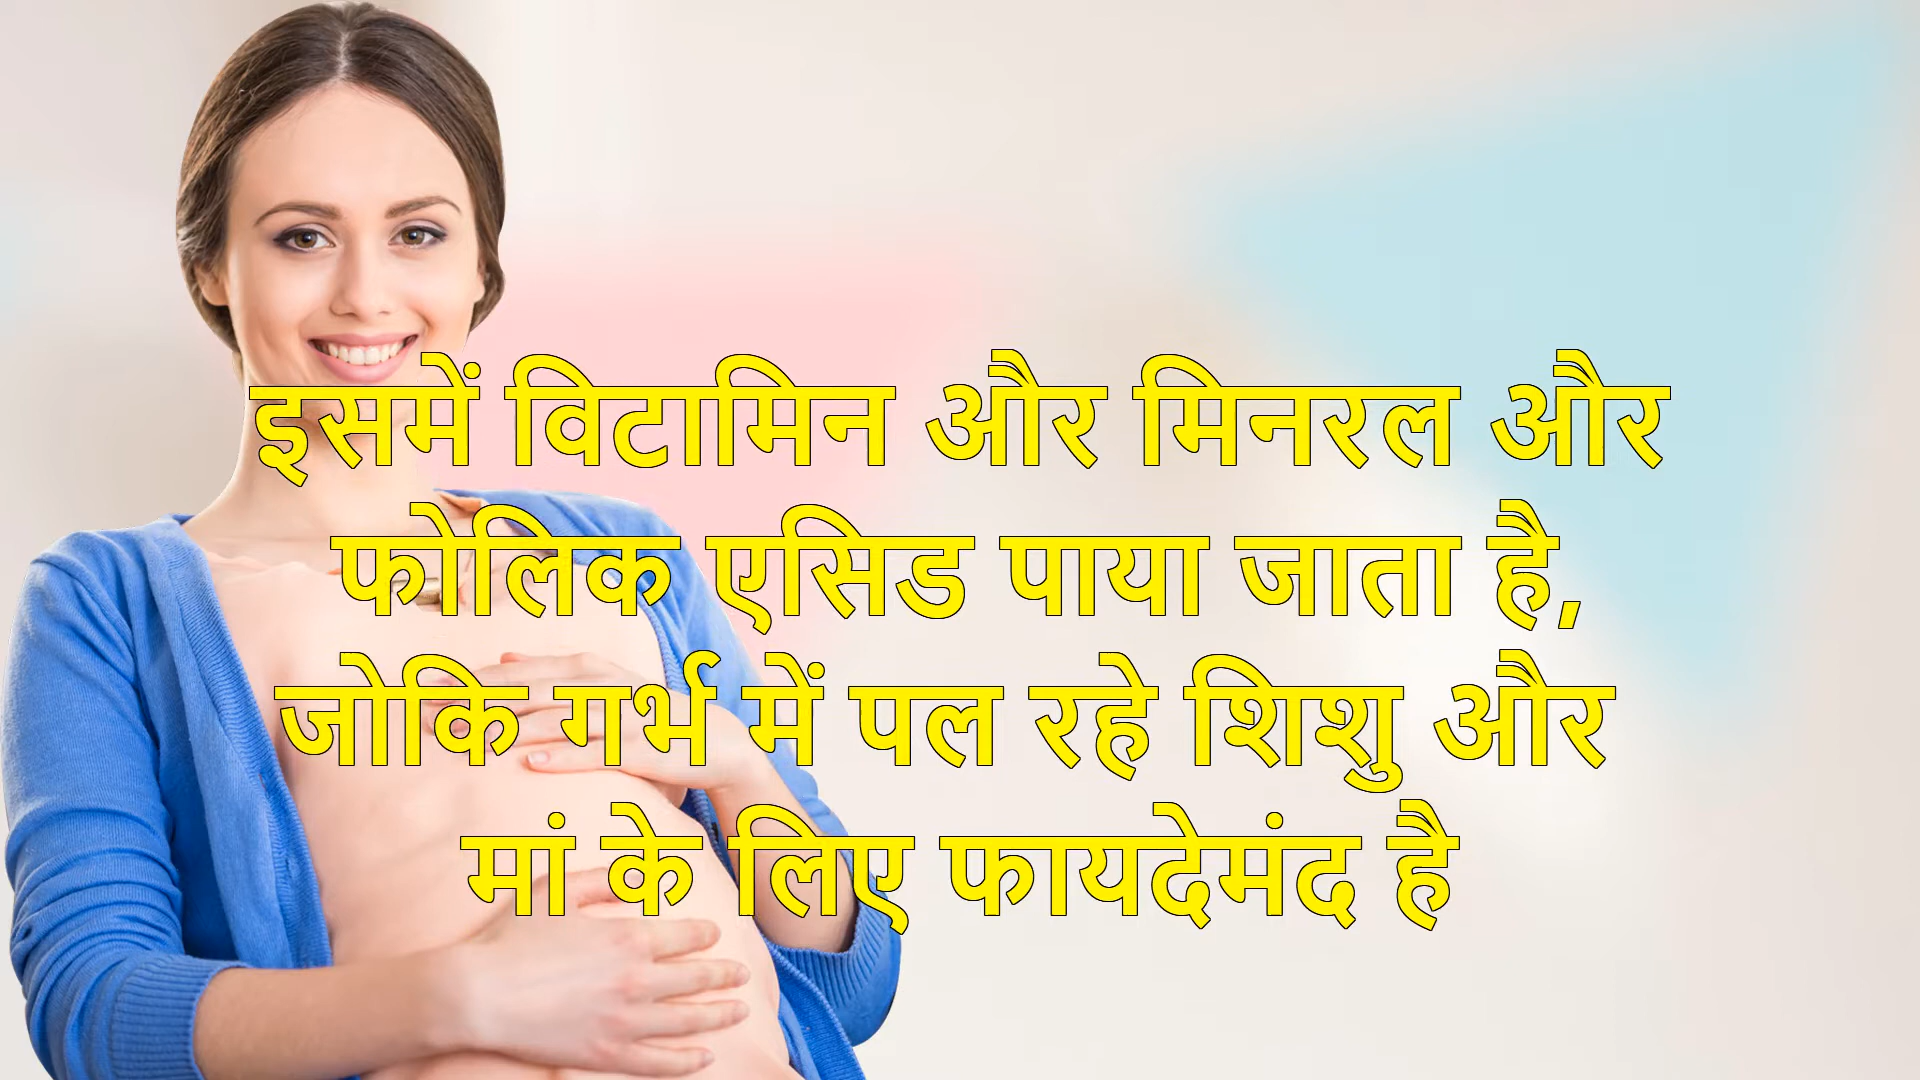 इसमें विटामिन और मिनरल और
फोलिक एसिड पाया जाता है,
जोकि गर्भ में पल रहे शिशु और
मां के लिए फायदेमंद है